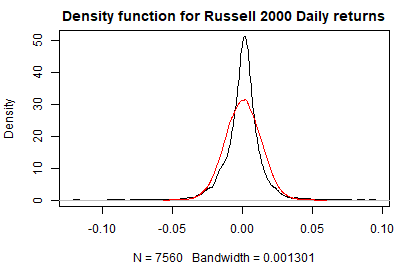 Density function for Russell 2000 Daily returns
Density
50
40
30
20
10
0
-0.10 -0.05 0.00 0.05 0.10
N = 7560 Bandwidth = 0.001301